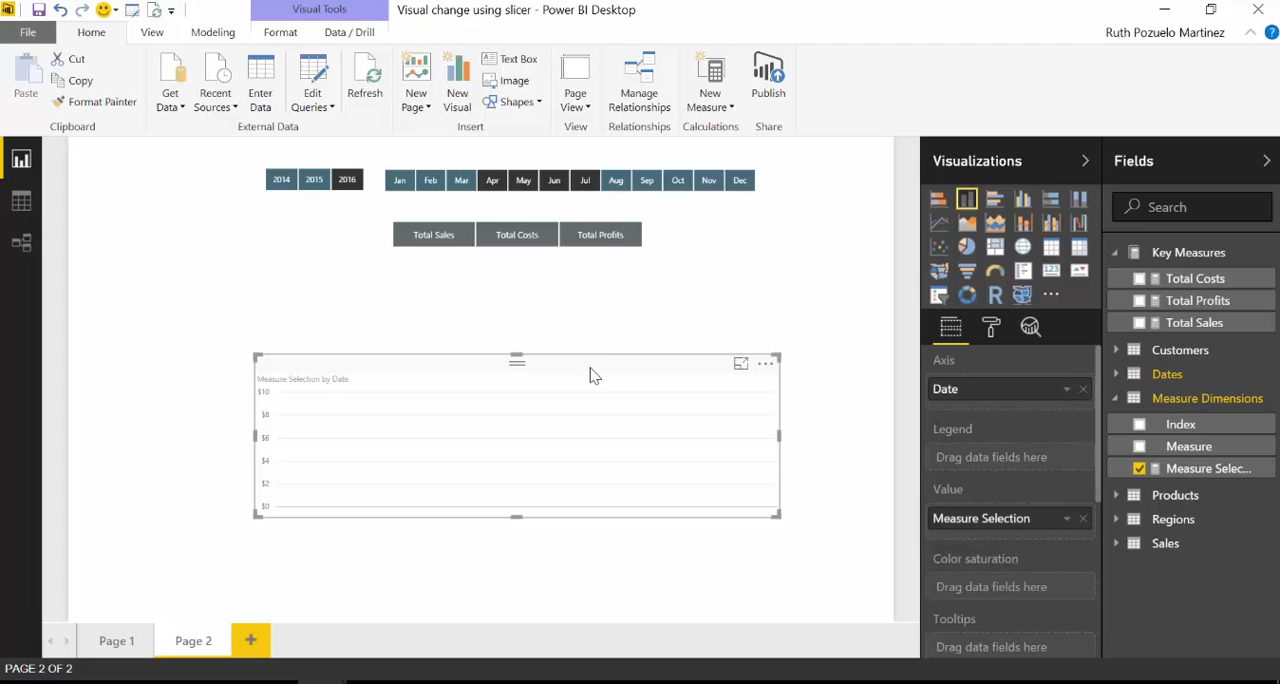 Visual Tools
Visual change using slicer - Power BI Desktop
File
Home
View
Modeling
Format
Data / Drill
Ruth Pozuelo Martinez
?
Paste
Cut
Copy
Format Painter
Clipboard
Get Data
Recent Sources
Enter Data
Edit Queries
Refresh
External Data
New Page
New Visual
Text Box
Image
Shapes
Insert
Page View
View
Manage Relationships
Relationships
New Measure
Calculations
Publish
Share
2014 2015 2016
Jan Feb Mar Apr May Jun Jul Aug Sep Oct Nov Dec
Total Sales Total Costs Total Profits
Measure Selection by Date
$10
$8
$6
$4
$2
$0
Visualizations
R
Axis
Date
Legend
Drag data fields here
Value
Measure Selection
Color saturation
Drag data fields here
Tooltips
Drag data fields here
Fields
Search
Key Measures
Total Costs
Total Profits
Total Sales
Customers
Dates
Measure Dimensions
Index
Measure
Measure Selec...
Products
Regions
Sales
Page 1
Page 2
PAGE 2 OF 2